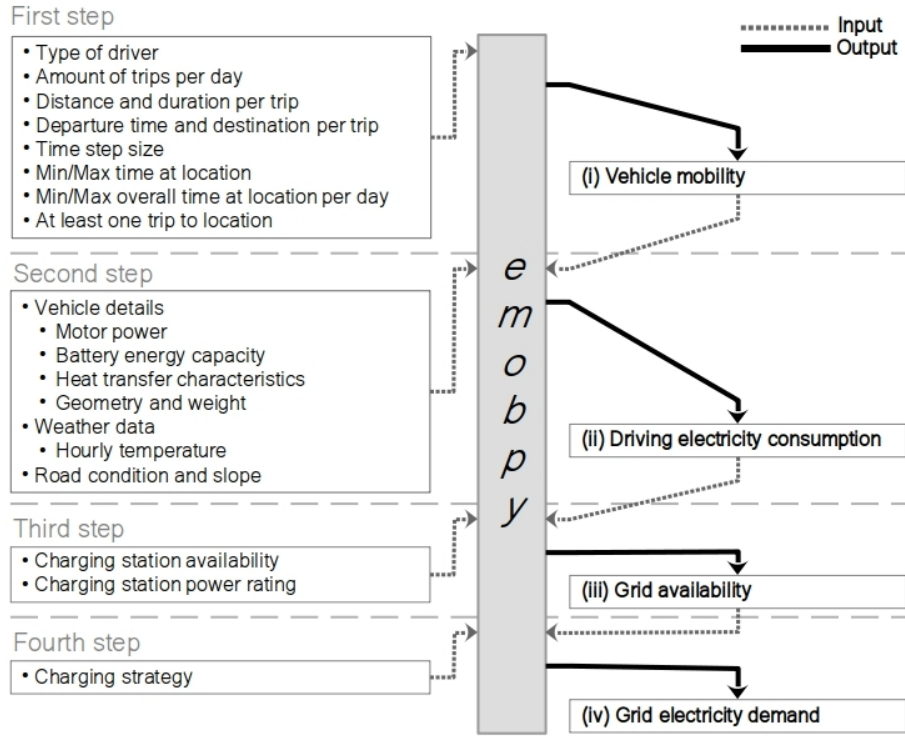 First step
• Type of driver
• Amount of trips per day
• Distance and duration per trip
• Departure time and destination per trip
• Time step size
• Min/Max time at location
• Min/Max overall time at location per day
• At least one trip to location
Input
Output
(i) Vehicle mobility
emobpy
Second step
• Vehicle details
• Motor power
• Battery energy capacity
• Heat transfer characteristics
• Geometry and weight
• Weather data
• Hourly temperature
• Road condition and slope
(ii) Driving electricity consumption
Third step
• Charging station availability
• Charging station power rating
(iii) Grid availability
Fourth step
• Charging strategy
(iv) Grid electricity demand